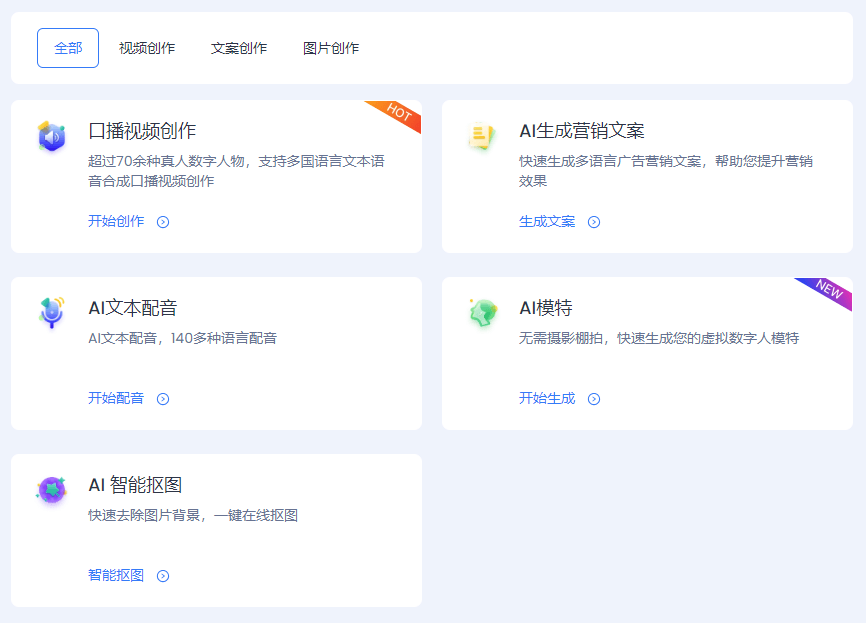 全部 视频创作 文案创作 图片创作
HOT
口播视频创作
超过70余种真人数字人物，支持多国语言文本语
音合成口播视频创作
开始创作
AI生成营销文案
快速生成多语言广告营销文案，帮助您提升营销
效果
生成文案
AI文本配音
AI文本配音，140多种语言配音
开始配音
NEW
AI模特
无需摄影棚拍，快速生成您的虚拟数字人模特
开始生成
AI 智能抠图
快速去除图片背景，一键在线抠图
智能抠图